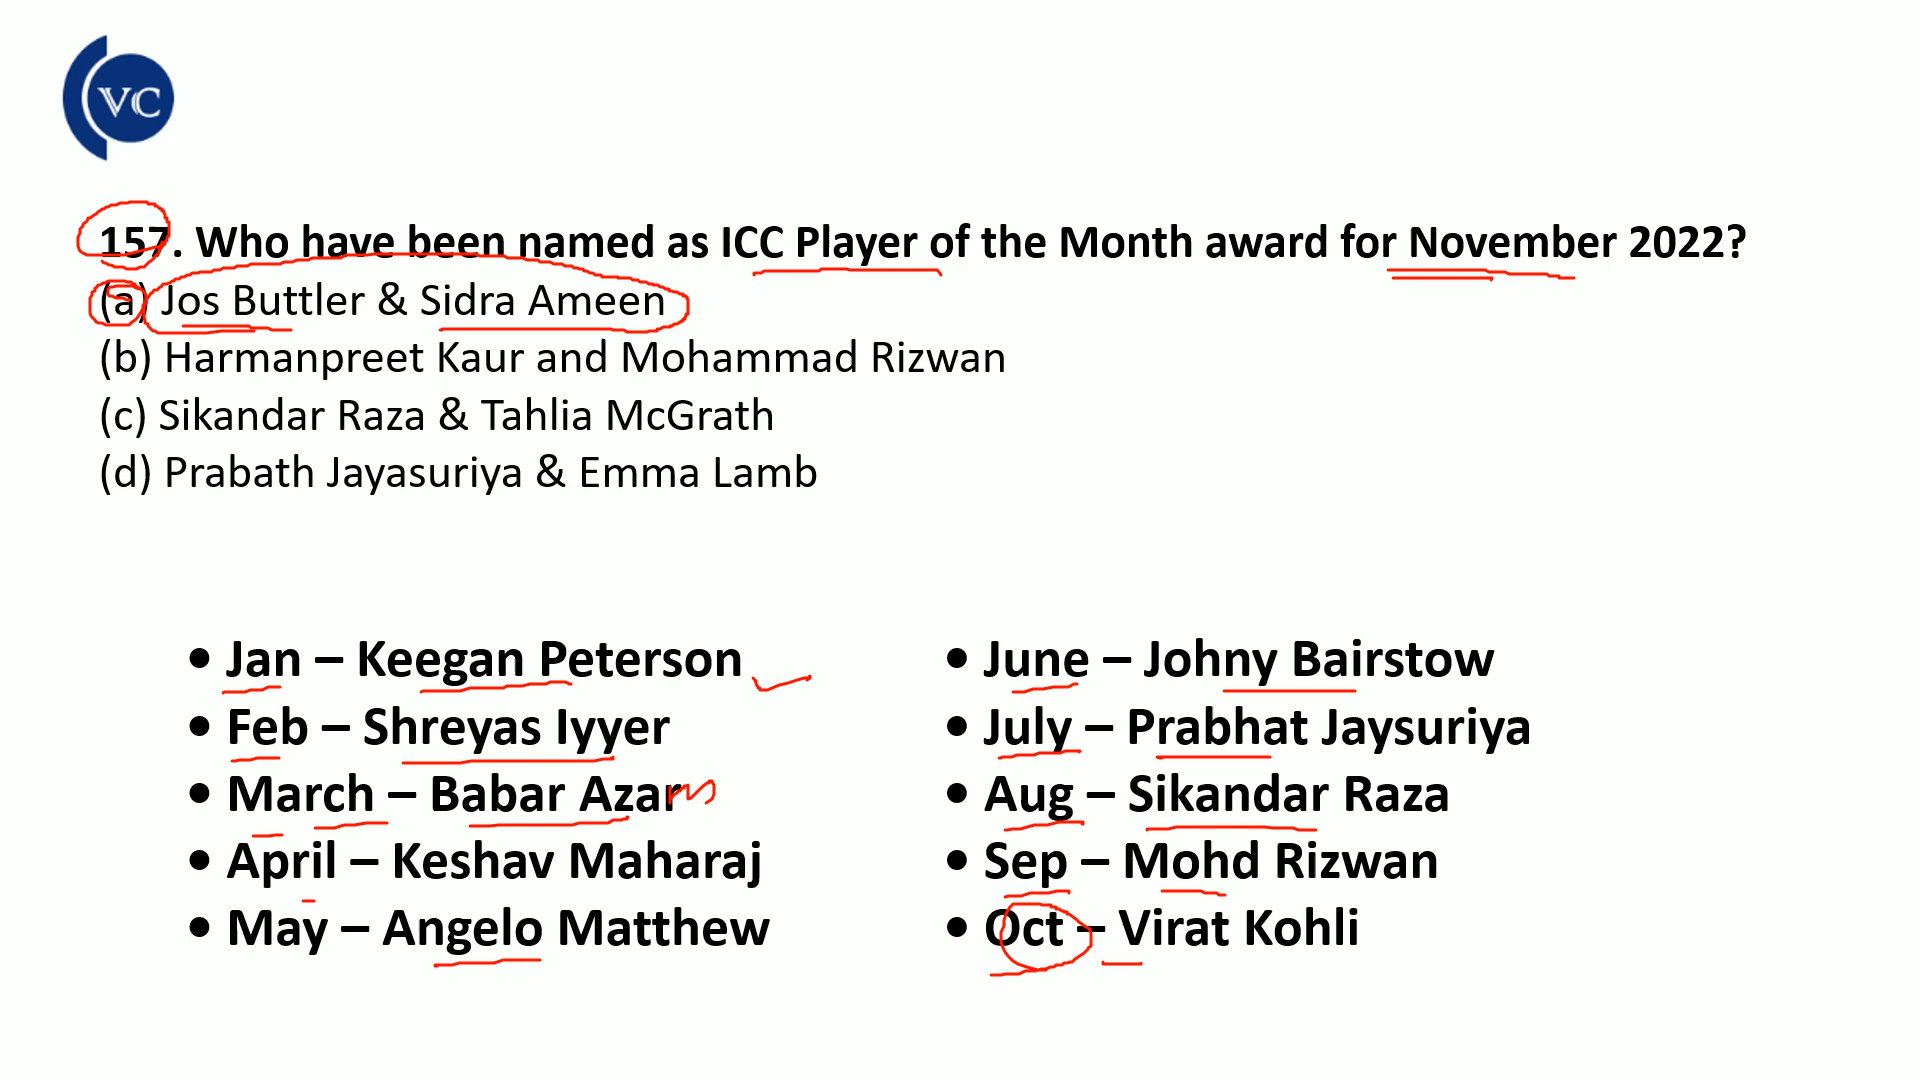 VC
157. Who have been named as ICC Player of the Month award for November 2022?
(a) Jos Buttler & Sidra Ameen
(b) Harmanpreet Kaur and Mohammad Rizwan
(c) Sikandar Raza & Tahlia McGrath
(d) Prabath Jayasuriya & Emma Lamb
• Jan – Keegan Peterson
• Feb – Shreyas Iyyer
• March – Babar Azar m
• April – Keshav Maharaj
• May – Angelo Matthew
• June – Johny Bairstow
• July – Prabhat Jaysuriya
• Aug – Sikandar Raza
• Sep – Mohd Rizwan
• Oct – Virat Kohli